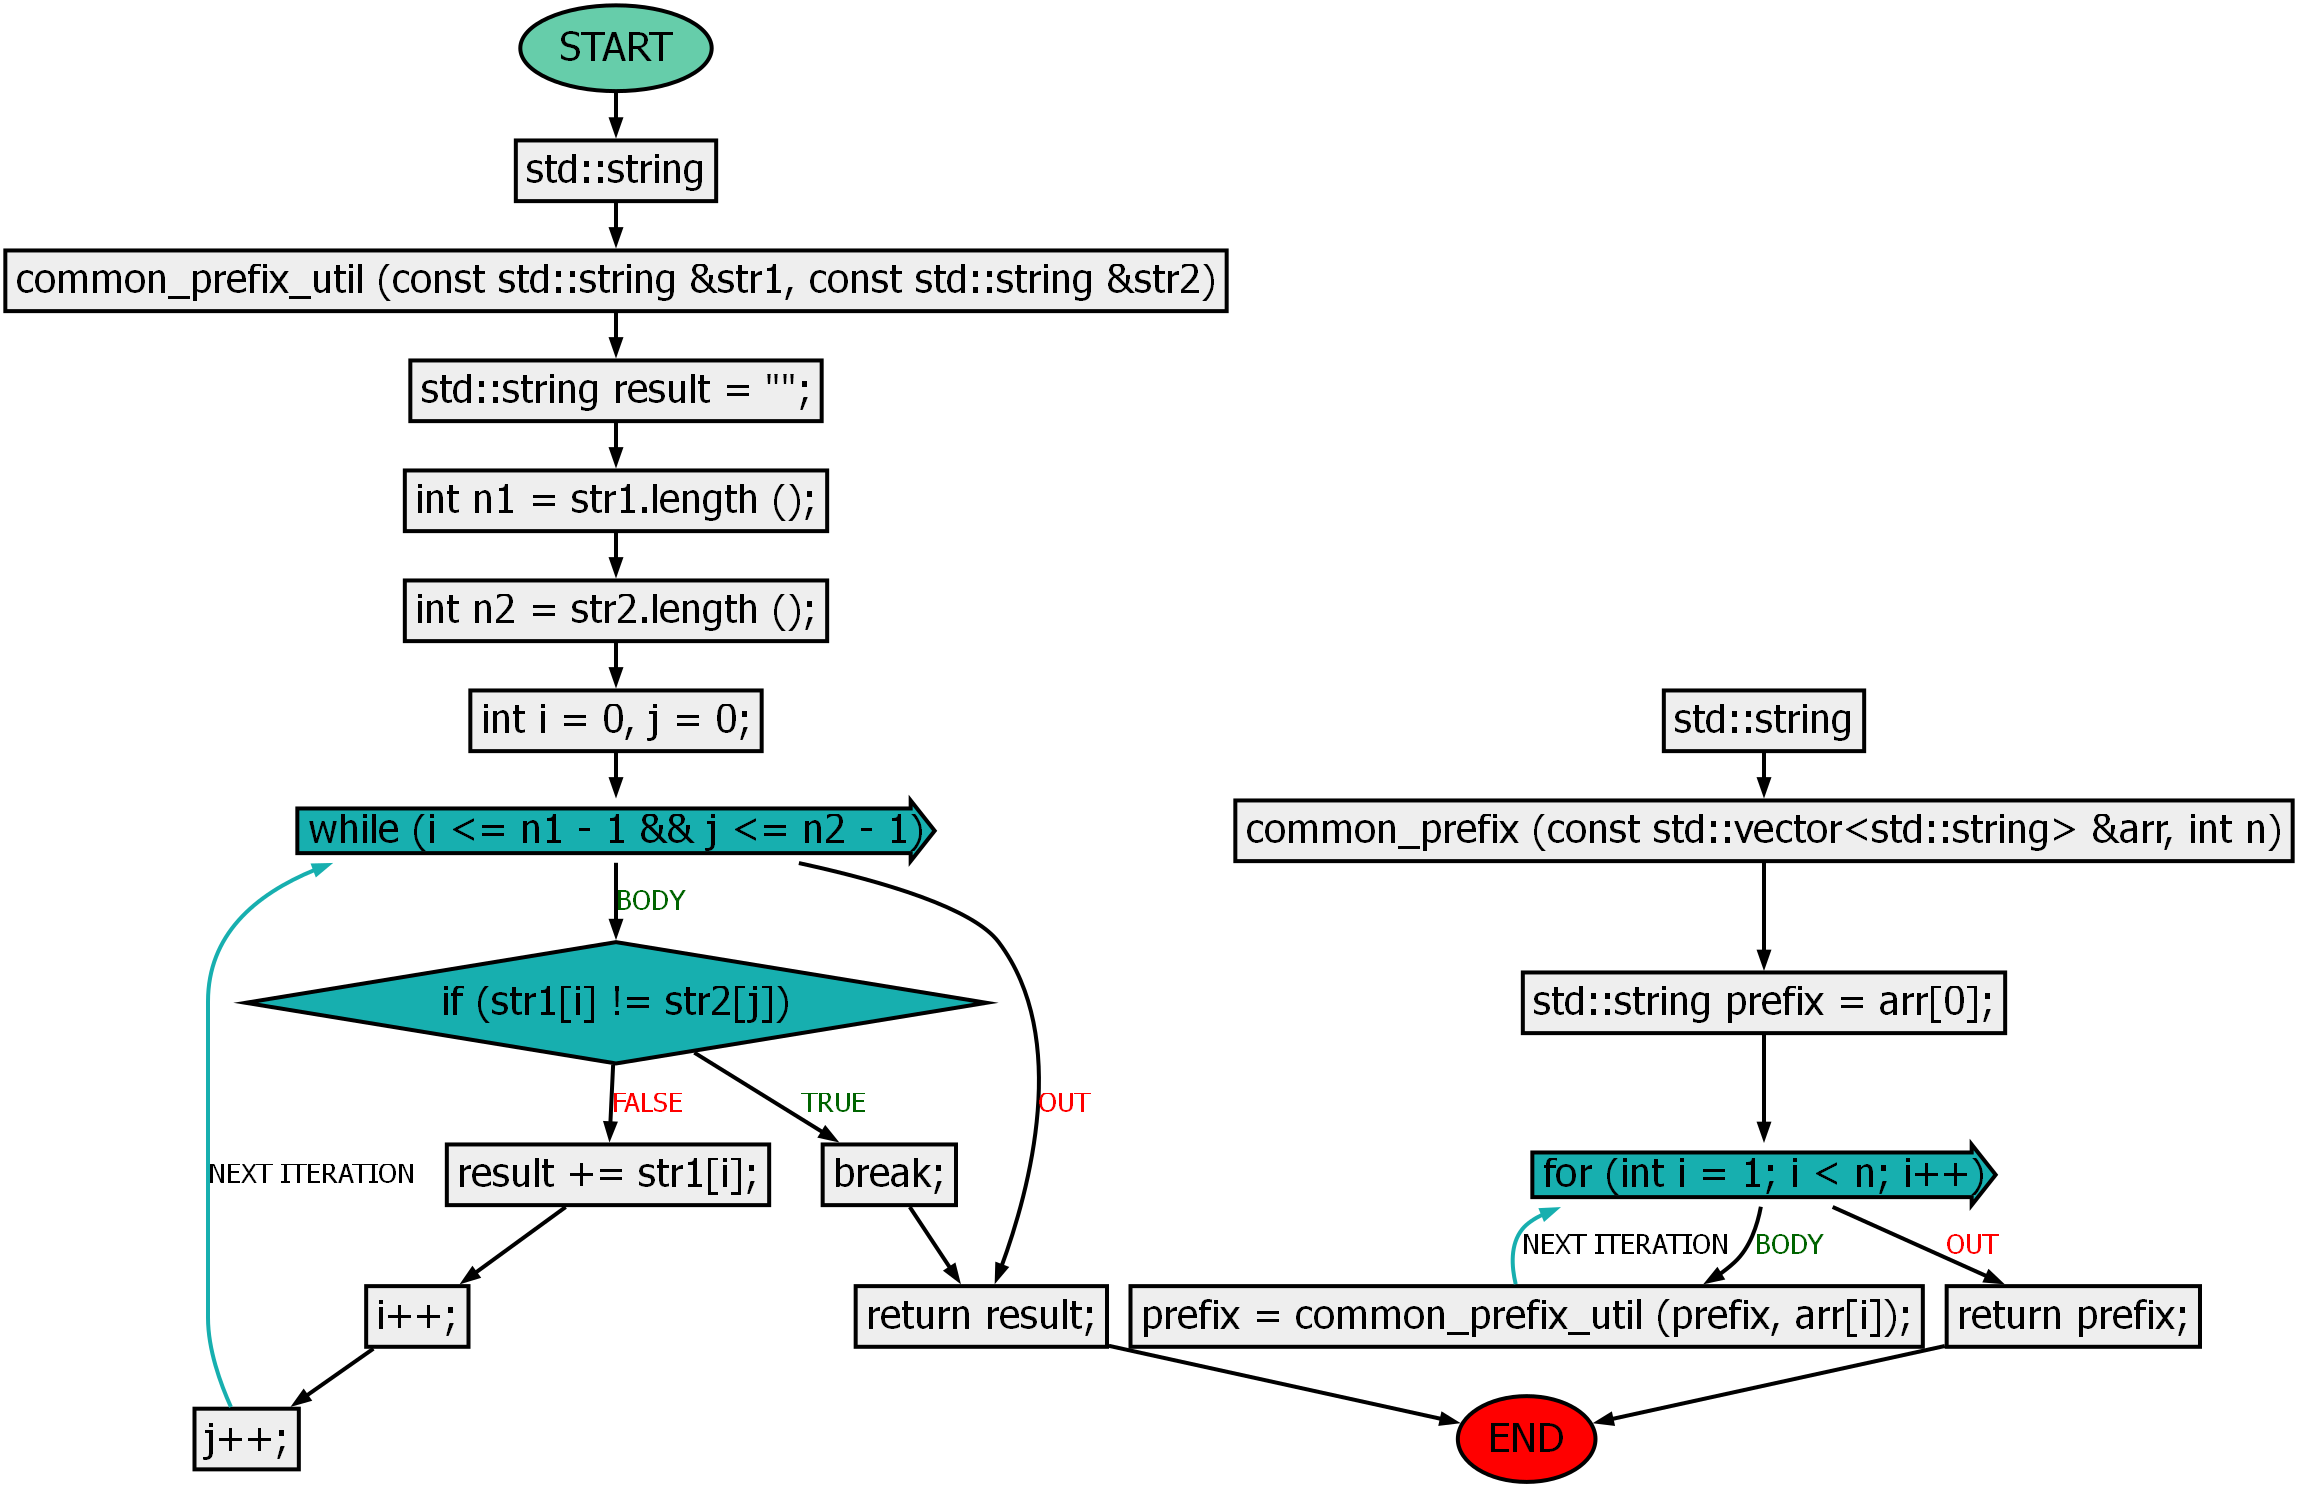 START
std::string
common_prefix_util (const std::string &str1, const std::string &str2)
std::string result = "";
int n1 = str1.length ();
int n2 = str2.length ();
int i = 0, j = 0;
while (i <= n1 - 1 && j <= n2 - 1)
BODY
if (str1[i] != str2[j])
FALSE
TRUE
OUT
NEXT ITERATION
result += str1[i];
break;
i++;
return result;
j++;
std::string
common_prefix (const std::vector<std::string> &arr, int n)
std::string prefix = arr[0];
for (int i = 1; i < n; i++)
NEXT ITERATION
BODY
OUT
prefix = common_prefix_util (prefix, arr[i]);
return prefix;
END